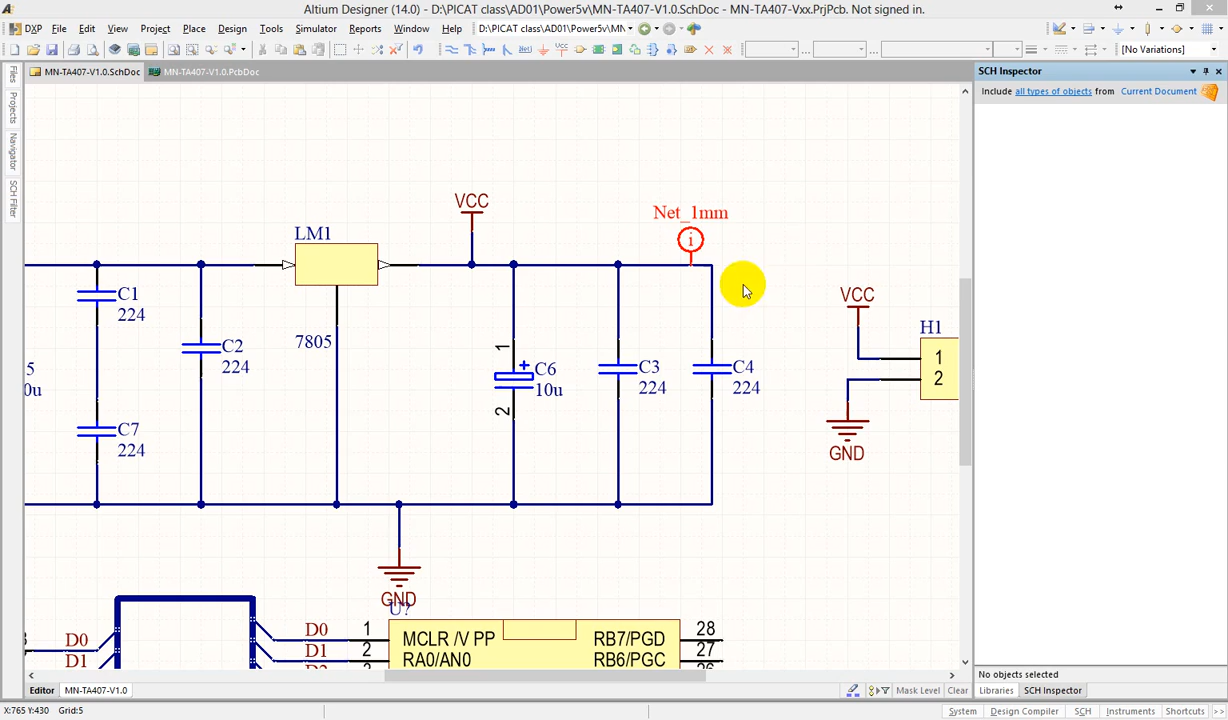 Altium Designer (14.0) - D:\PICAT class\AD01\Power5v\MN-TA407-V1.0.SchDoc - MN-TA407-Vxx.PrjPcb. Not signed in.
DXP File Edit View Project Place Design Tools Simulator Reports Window Help D:\PICAT class\AD01\Power5v\MN
[No Variations]
MN-TA407-V1.0.SchDoc MN-TA407-V1.0.PcbDoc
SCH Inspector
Include all types of objects from Current Document
Files
Projects
Navigator
SCH Filter
VCC
Net_1mm
i
LM1
C1
224
VCC
H1
1
2
7805
C2
224
1
C6
10u
2
C3
224
C4
224
5
0u
C7
224
GND
GND
U?
D0
D1
D0
D1
1
2
MCLR /V PP
RA0/AN0
RB7/PGD
RB6/PGC
28
27
No objects selected
Editor MN-TA407-V1.0
Mask Level Clear
Libraries SCH Inspector
X:765 Y:430 Grid:5
System Design Compiler SCH Instruments Shortcuts >>